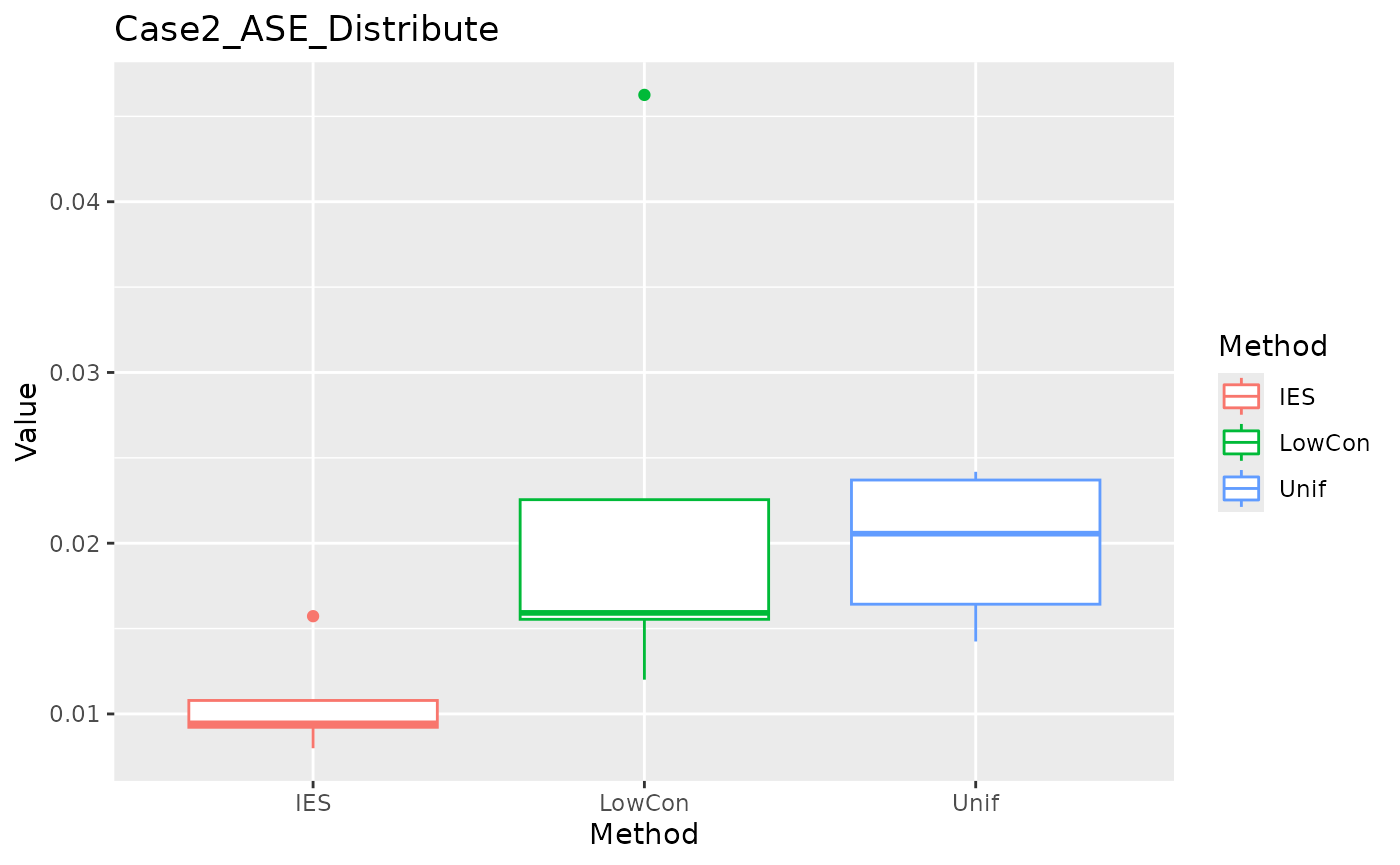 Case2_ASE_Distribute
Value
0.04
0.03
0.02
0.01
IES
LowCon
Unif
Method
Method
IES
LowCon
Unif